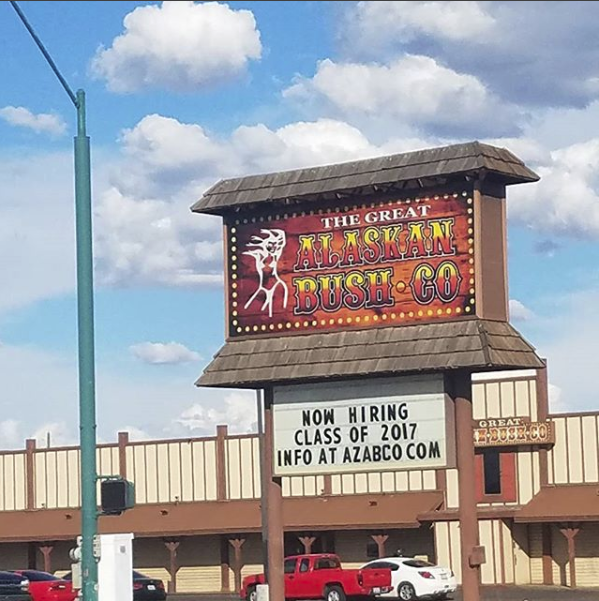 THE GREAT
ALASKAN
BUSH CO
NOW HIRING
CLASS OF 2017
INFO AT AZABCO COM
GREAT
BUSH CO